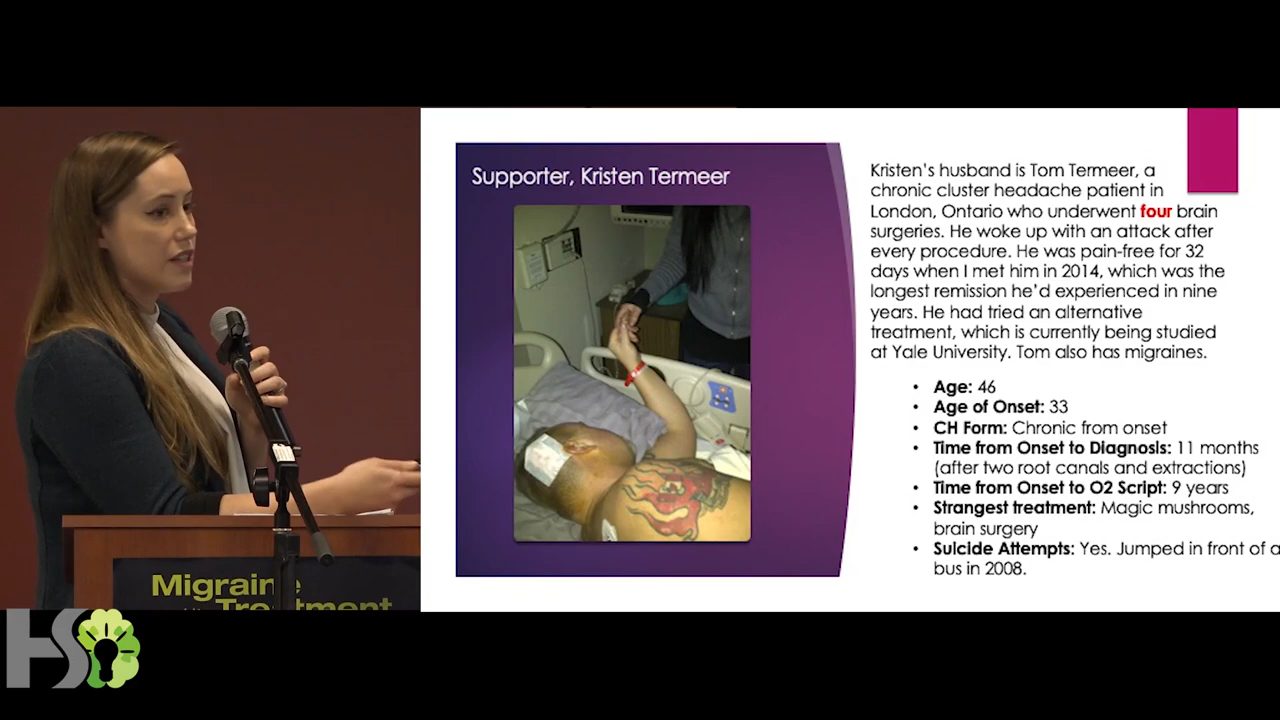 Supporter, Kristen Termeer
Kristen's husband is Tom Termeer, a
chronic cluster headache patient in
London, Ontario who underwent four brain
surgeries. He woke up with an attack after
every procedure. He was pain-free for 32
days when I met him in 2014, which was the
longest remission he'd experienced in nine
years. He had tried an alternative
treatment, which is currently being studied
at Yale University. Tom also has migraines.
• Age: 46
• Age of Onset: 33
• CH Form: Chronic from onset
• Time from Onset to Diagnosis: 11 months
(after two root canals and extractions)
• Time from Onset to O2 Script: 9 years
• Strangest treatment: Magic mushrooms,
brain surgery
• Suicide Attempts: Yes. Jumped in front of a
bus in 2008.
Migraine
Treatment
HS